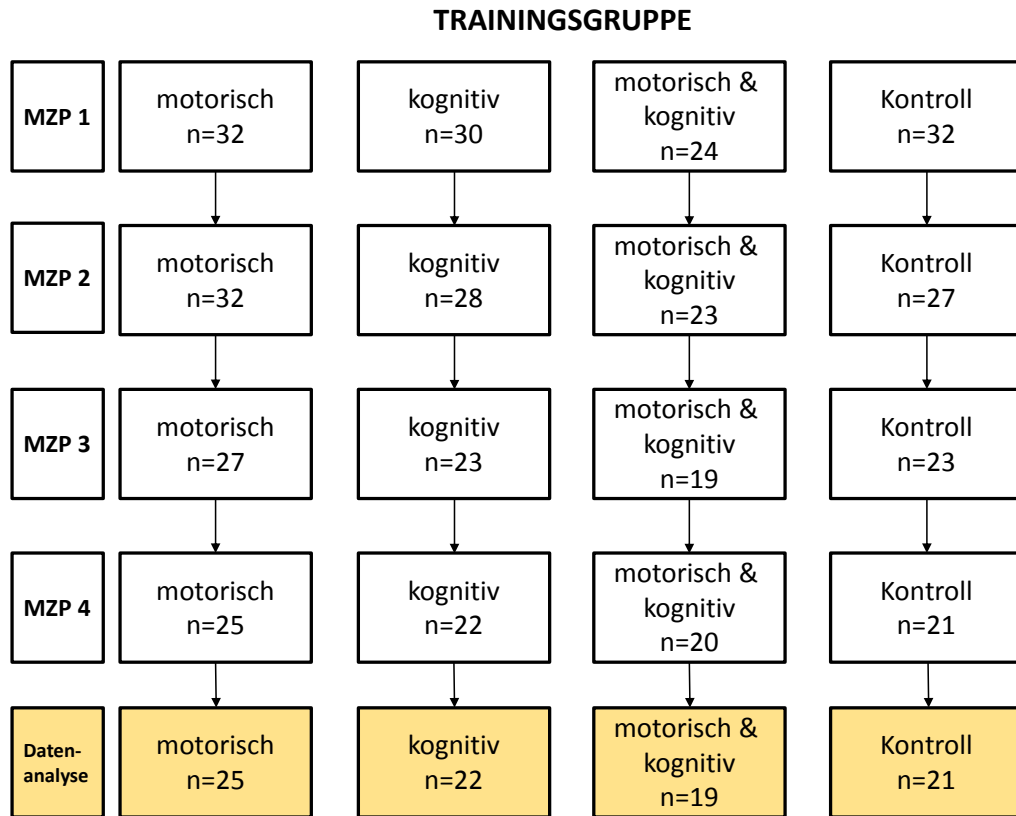 TRAININGSGRUPPE
MZP 1
motorisch
n=32
kognitiv
n=30
motorisch &
kognitiv
n=24
Kontroll
n=32
MZP 2
motorisch
n=32
kognitiv
n=28
motorisch &
kognitiv
n=23
Kontroll
n=27
MZP 3
motorisch
n=27
kognitiv
n=23
motorisch &
kognitiv
n=19
Kontroll
n=23
MZP 4
motorisch
n=25
kognitiv
n=22
motorisch &
kognitiv
n=20
Kontroll
n=21
Daten-
analyse
motorisch
n=25
kognitiv
n=22
motorisch &
kognitiv
n=19
Kontroll
n=21